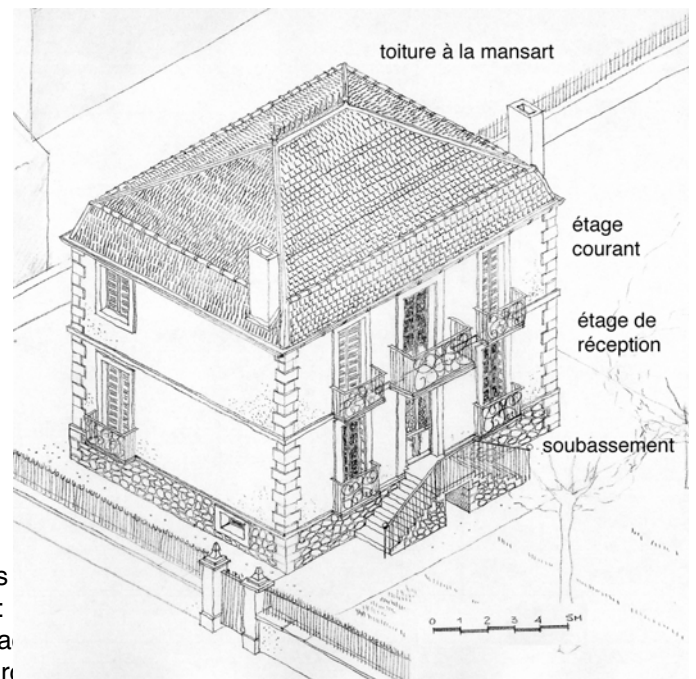 toiture à la mansart
étage
courant
étage de
réception
soubassement
s
:
0 1 2 3 4 5M